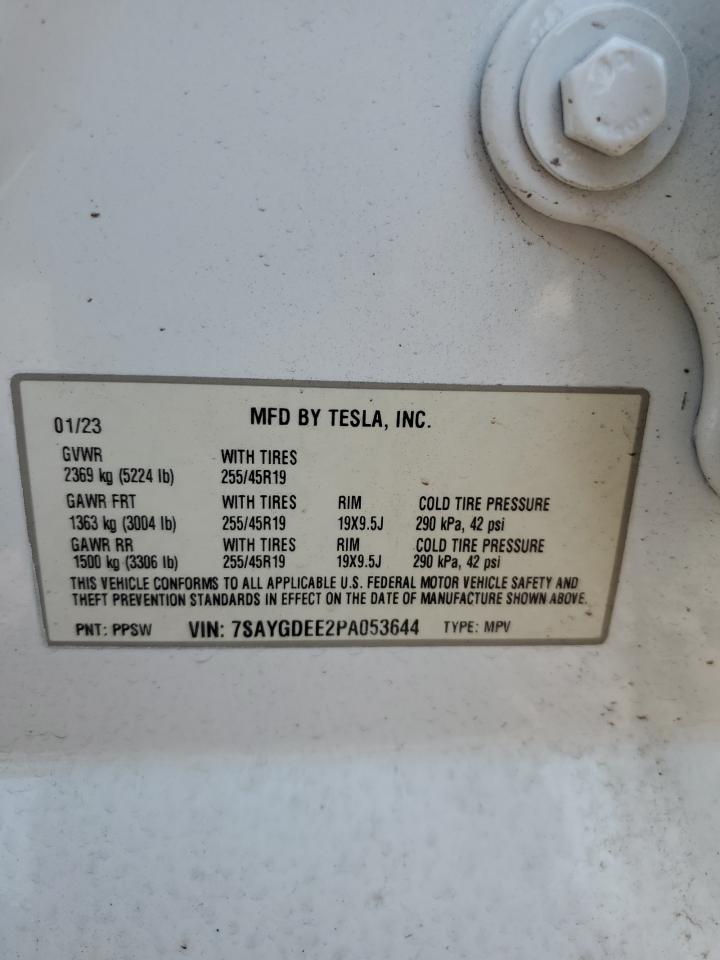 01/23 MFD BY TESLA, INC.
GVWR WITH TIRES
2369 kg (5224 lb) 255/45R19
GAWR FRT WITH TIRES RIM COLD TIRE PRESSURE
1363 kg (3004 lb) 255/45R19 19X9.5J 290 kPa, 42 psi
GAWR RR WITH TIRES RIM COLD TIRE PRESSURE
1500 kg (3306 lb) 255/45R19 19X9.5J 290 kPa, 42 psi
THIS VEHICLE CONFORMS TO ALL APPLICABLE U.S. FEDERAL MOTOR VEHICLE SAFETY AND
THEFT PREVENTION STANDARDS IN EFFECT ON THE DATE OF MANUFACTURE SHOWN ABOVE.
PNT: PPSW VIN: 7SAYGDEE2PA053644 TYPE: MPV